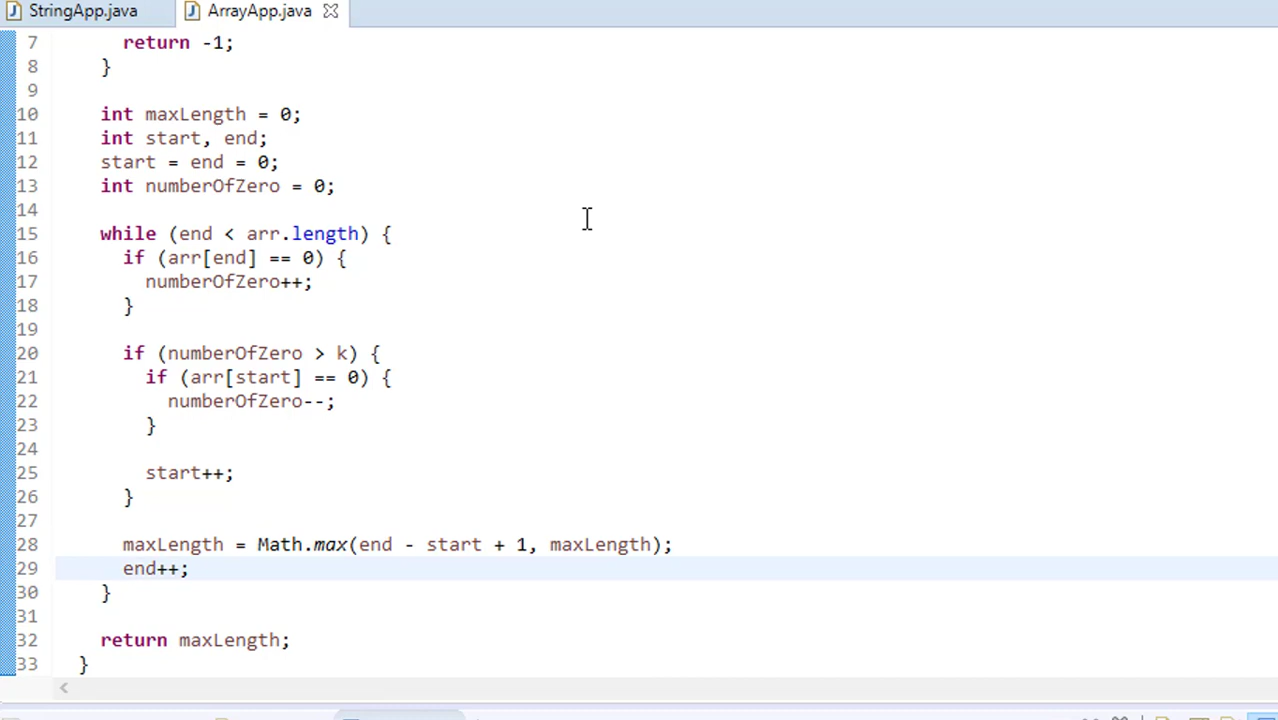 StringApp.java ArrayApp.java
7 return -1;
8 }
9
10 int maxLength = 0;
11 int start, end;
12 start = end = 0;
13 int numberOfZero = 0;
14
15 while (end < arr.length) {
16 if (arr[end] == 0) {
17 numberOfZero++;
18 }
19
20 if (numberOfZero > k) {
21 if (arr[start] == 0) {
22 numberOfZero--;
23 }
24
25 start++;
26 }
27
28 maxLength = Math.max(end - start + 1, maxLength);
29 end++;
30 }
31
32 return maxLength;
33 }